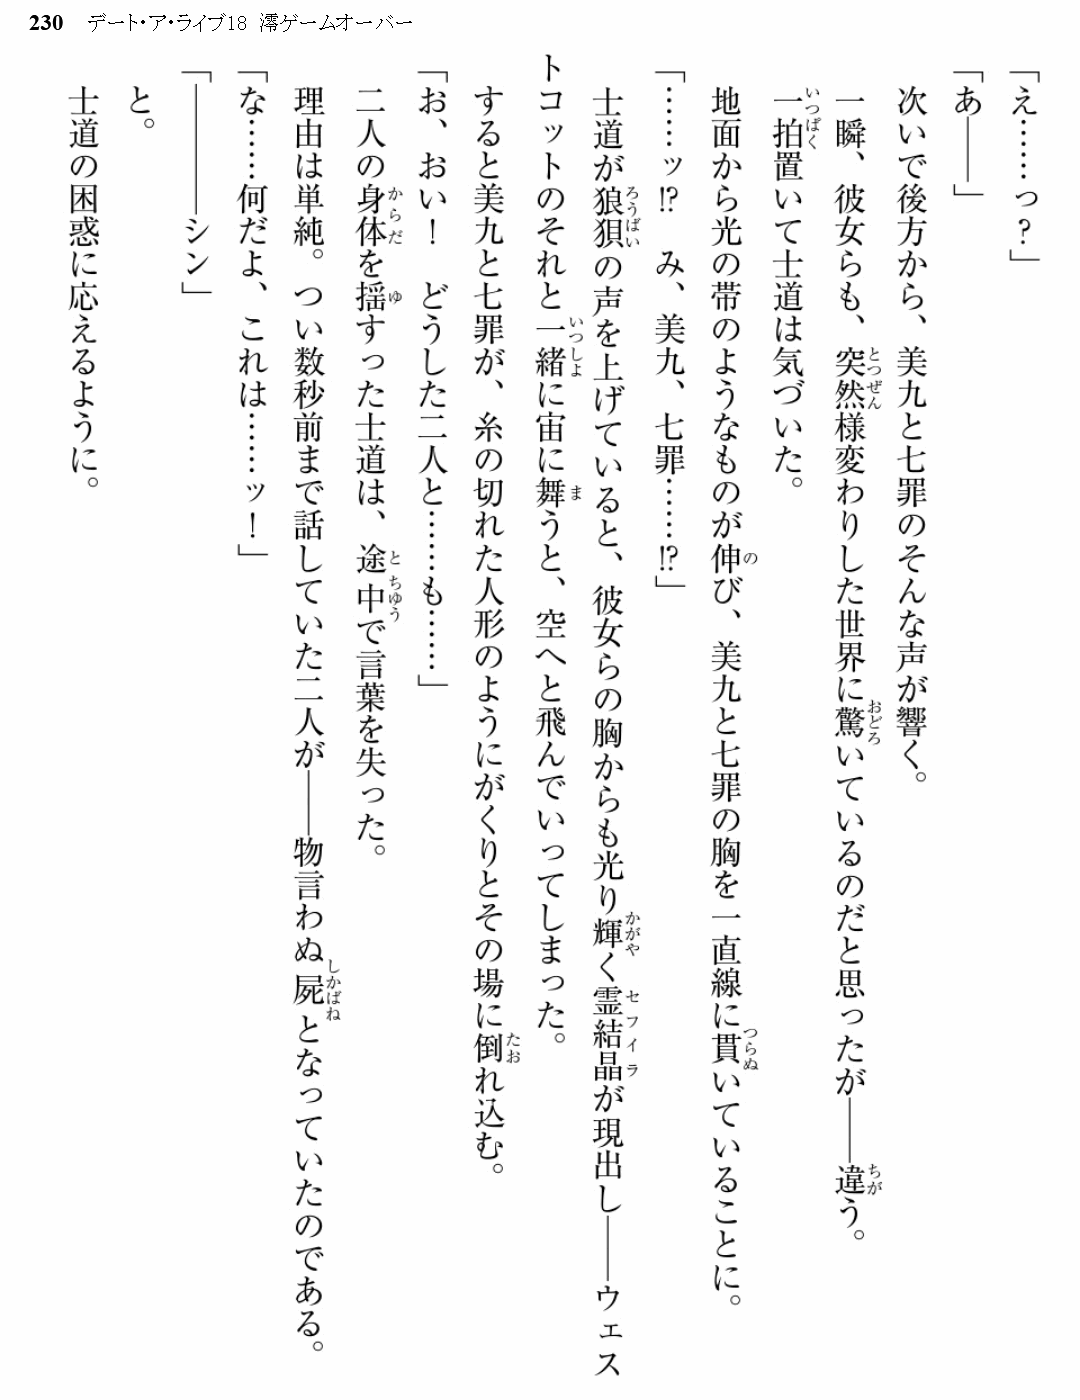 230 デート・ア・ライブ18 澪ゲームオーバー
「え……っ？」
「あ――」
次いで後方から、美九と七罪のそんな声が響く。
一瞬、彼女らも、突然様変わりした世界に驚いているのだと思ったが――違う。
一拍置いて士道は気づいた。
地面から光の帯のようなものが伸び、美九と七罪の胸を一直線に貫いていることに。
「……ッ!?　み、美九、七罪……!?」
士道が狼狽の声を上げていると、彼女らの胸からも光り輝く霊結晶が現出し――ウェス
トコットのそれと一緒に宙に舞うと、空へと飛んでいってしまった。
すると美九と七罪が、糸の切れた人形のようにがくりとその場に倒れ込む。
「お、おい！　どうした二人と……も……」
二人の身体を揺すった士道は、途中で言葉を失った。
理由は単純。つい数秒前まで話していた二人が――物言わぬ屍となっていたのである。
「な……何だよ、これは……ッ！」
「――――シン」
と。
士道の困惑に応えるように。